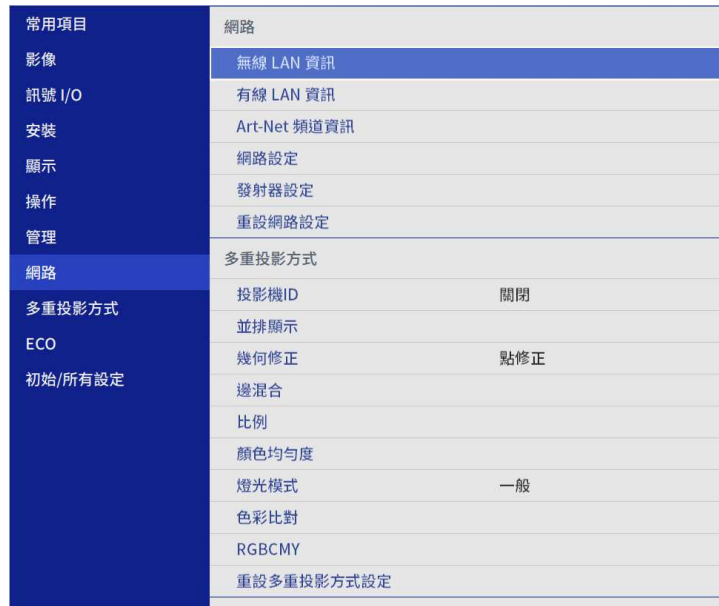 常用項目
影像
訊號 I/O
安裝
顯示
操作
管理
網路
多重投影方式
ECO
初始/所有設定
網路
無線 LAN 資訊
有線 LAN 資訊
Art-Net 頻道資訊
網路設定
發射器設定
重設網路設定
多重投影方式
投影機ID 關閉
並排顯示
幾何修正 點修正
邊混合
比例
顏色均勻度
燈光模式 一般
色彩比對
RGBCMY
重設多重投影方式設定